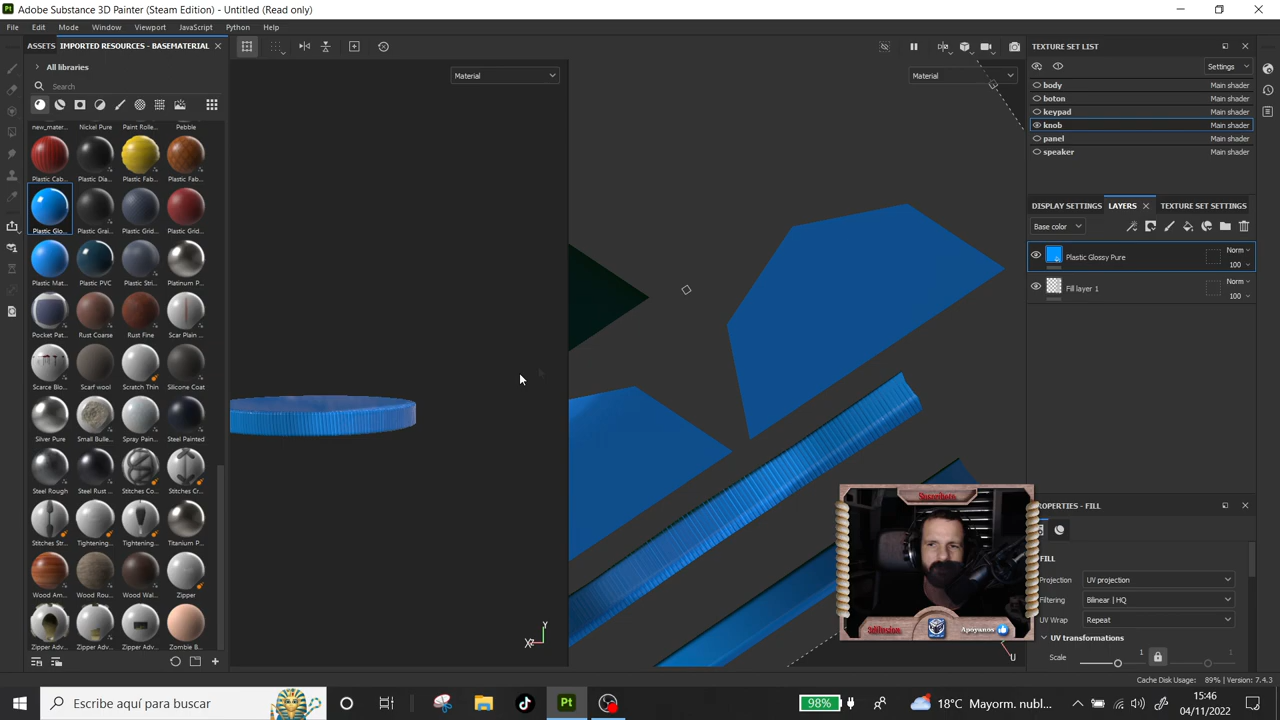 Adobe Substance 3D Painter (Steam Edition) - Untitled (Read only)
File Edit Mode Window Viewport JavaScript Python Help
ASSETS IMPORTED RESOURCES - BASEMATERIAL
All libraries
Search
new_mater... Nickel Pure Paint Rolle... Pebble
Plastic Cab... Plastic Dia... Plastic Fab... Plastic Fab...
Plastic Glo... Plastic Grai... Plastic Grid... Plastic Grid...
Plastic Mat... Plastic PVC Plastic Stri... Platinum P...
Pocket Pat... Rust Coarse Rust Fine Scar Plain ...
Scarce Blo... Scarf wool Scratch Thin Silicone Coat
Silver Pure Small Bulle... Spray Pain... Steel Painted
Steel Rough Steel Rust ... Stitches Co... Stitches Cr...
Stitches Str... Tightening... Tightening... Titanium P...
Wood Am... Wood Rou... Wood Wal... Zipper
Zipper Adv... Zipper Adv... Zipper Adv... Zombie B...
Material
Material
Y
X
U
TEXTURE SET LIST
Settings
body Main shader
boton Main shader
keypad Main shader
knob Main shader
panel Main shader
speaker Main shader
DISPLAY SETTINGS LAYERS TEXTURE SET SETTINGS
Base color
Plastic Glossy Pure Norm 100
Fill layer 1 Norm 100
PROPERTIES - FILL
FILL
Projection UV projection
Filtering Bilinear | HQ
UV Wrap Repeat
UV transformations
Scale 1 1
Apoyanos
Cache Disk Usage: 89% | Version: 7.4.3
Escribe aquí para buscar
Pt
98%
18°C Mayorm. nubl...
15:46
04/11/2022